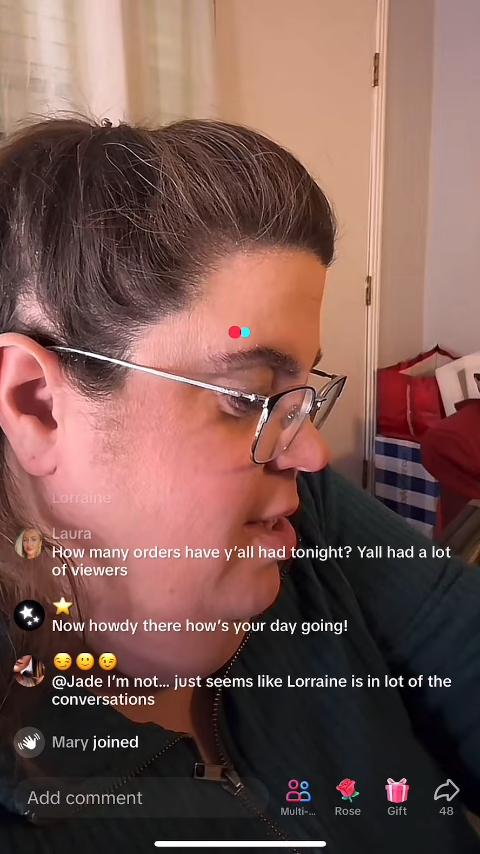 Lorraine
Laura
How many orders have y'all had tonight? Yall had a lot
of viewers
⭐
Now howdy there how's your day going!
😏🙂😉
@Jade I'm not... just seems like Lorraine is in lot of the
conversations
Mary joined
Add comment
Multi-...
Rose
Gift
48